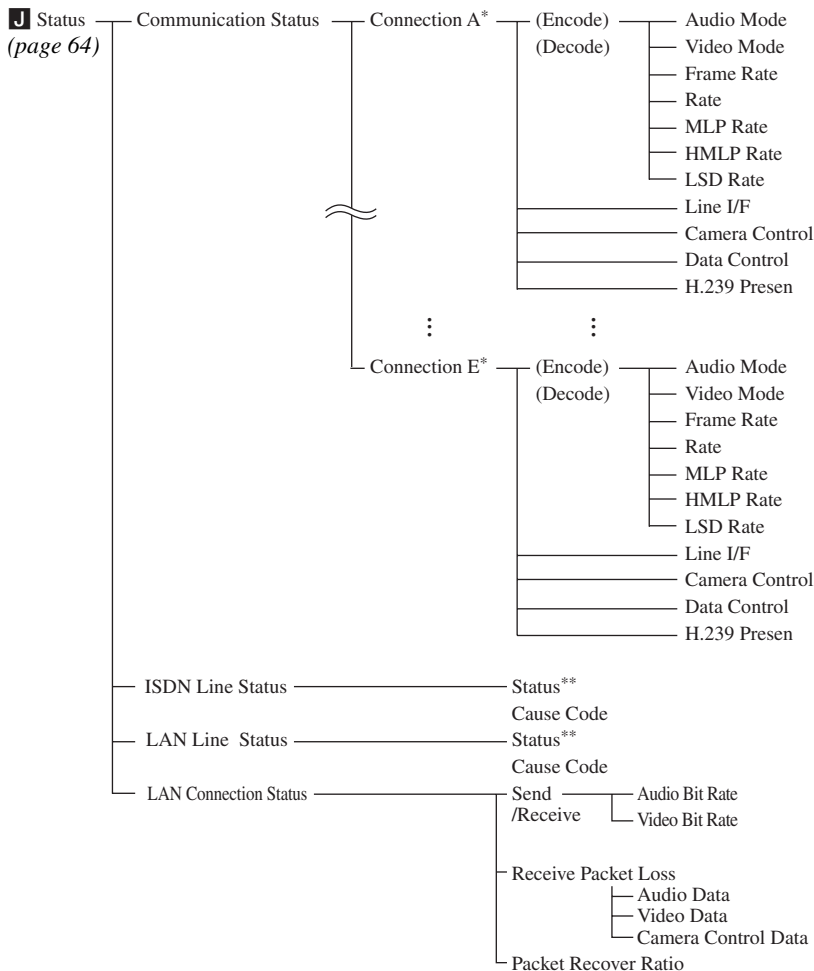 J Status Communication Status Connection A* (Encode) Audio Mode
(page 64) (Decode) Video Mode
Frame Rate
Rate
MLP Rate
HMLP Rate
LSD Rate
Line I/F
Camera Control
Data Control
H.239 Presen
⋮ ⋮
Connection E* (Encode) Audio Mode
(Decode) Video Mode
Frame Rate
Rate
MLP Rate
HMLP Rate
LSD Rate
Line I/F
Camera Control
Data Control
H.239 Presen
ISDN Line Status Status**
Cause Code
LAN Line Status Status**
Cause Code
LAN Connection Status Send Audio Bit Rate
/Receive Video Bit Rate
Receive Packet Loss
Audio Data
Video Data
Camera Control Data
Packet Recover Ratio